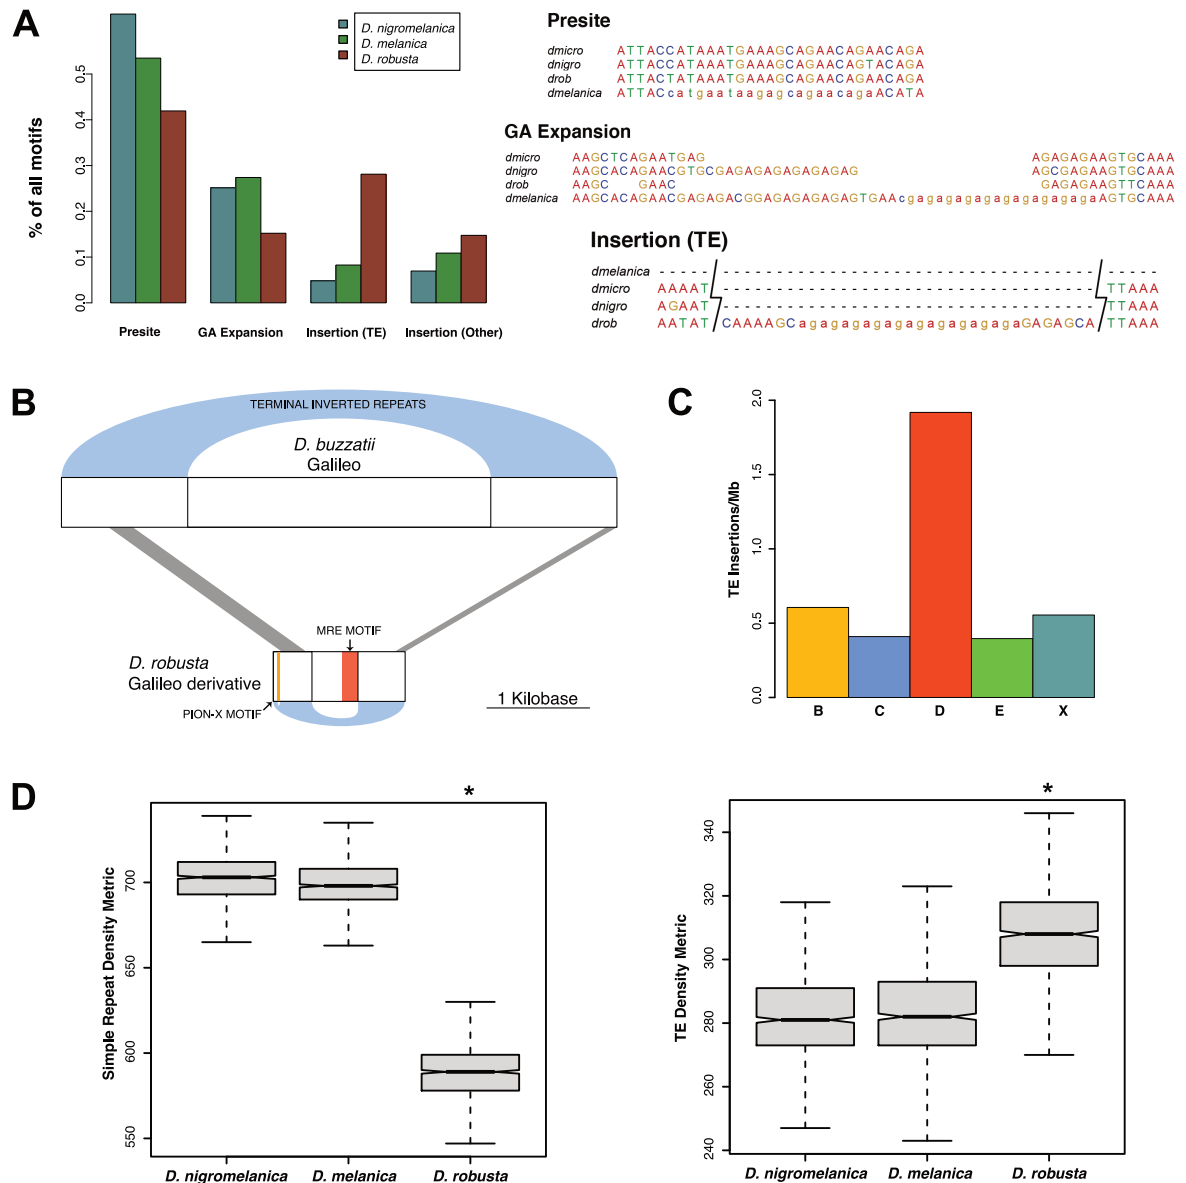 A
% of all motifs
0.5
0.4
0.3
0.2
0.1
0.0
D. nigromelanica
D. melanica
D. robusta
Presite
GA Expansion
Insertion (TE)
Insertion (Other)
Presite
dmicro ATTACCATAAATGAAAGCAGAACAGAACAGA
dnigro ATTACCATAAATGAAAGCAGAACAGTACAGA
drob ATTACTATAAATGAAAGCAGAACAGAACAGA
dmelanica ATTACcatgaataagagcagaacagaACATA
GA Expansion
dmicro AAGCTCAGAATGAG AGAGAGAAGTGCAAA
dnigro AAGCACAGAACGTGCGAGAGAGAGAGAGAG AGCGAGAAGTGCAAA
drob AAGC GAAC GAGAGAAGTTCAAA
dmelanica AAGCACAGAACGAGAGACGGAGAGAGAGAGTGAAcgagagagagagagagagagaAGTGCAAA
Insertion (TE)
dmelanica - - - - - - - - - - - - - - - - - - - - - - - - - - - - - - - - - - - - - - - -
dmicro AAAAT - - - - - - - - - - - - - - - - - - - - - - - - - - - - - - - TTAAA
dnigro AGAAT - - - - - - - - - - - - - - - - - - - - - - - - - - - - - - - TTAAA
drob AATAT CAAAAGCagagagagagagagagagagaGAGAGCA TTAAA
B
TERMINAL INVERTED REPEATS
D. buzzatii
Galileo
MRE MOTIF
D. robusta
Galileo derivative
PION-X MOTIF
1 Kilobase
C
TE Insertions/Mb
2.0
1.5
1.0
0.5
0.0
B C D E X
D
Simple Repeat Density Metric
700
650
600
550
*
D. nigromelanica D. melanica D. robusta
TE Density Metric
340
320
300
280
260
240
*
D. nigromelanica D. melanica D. robusta